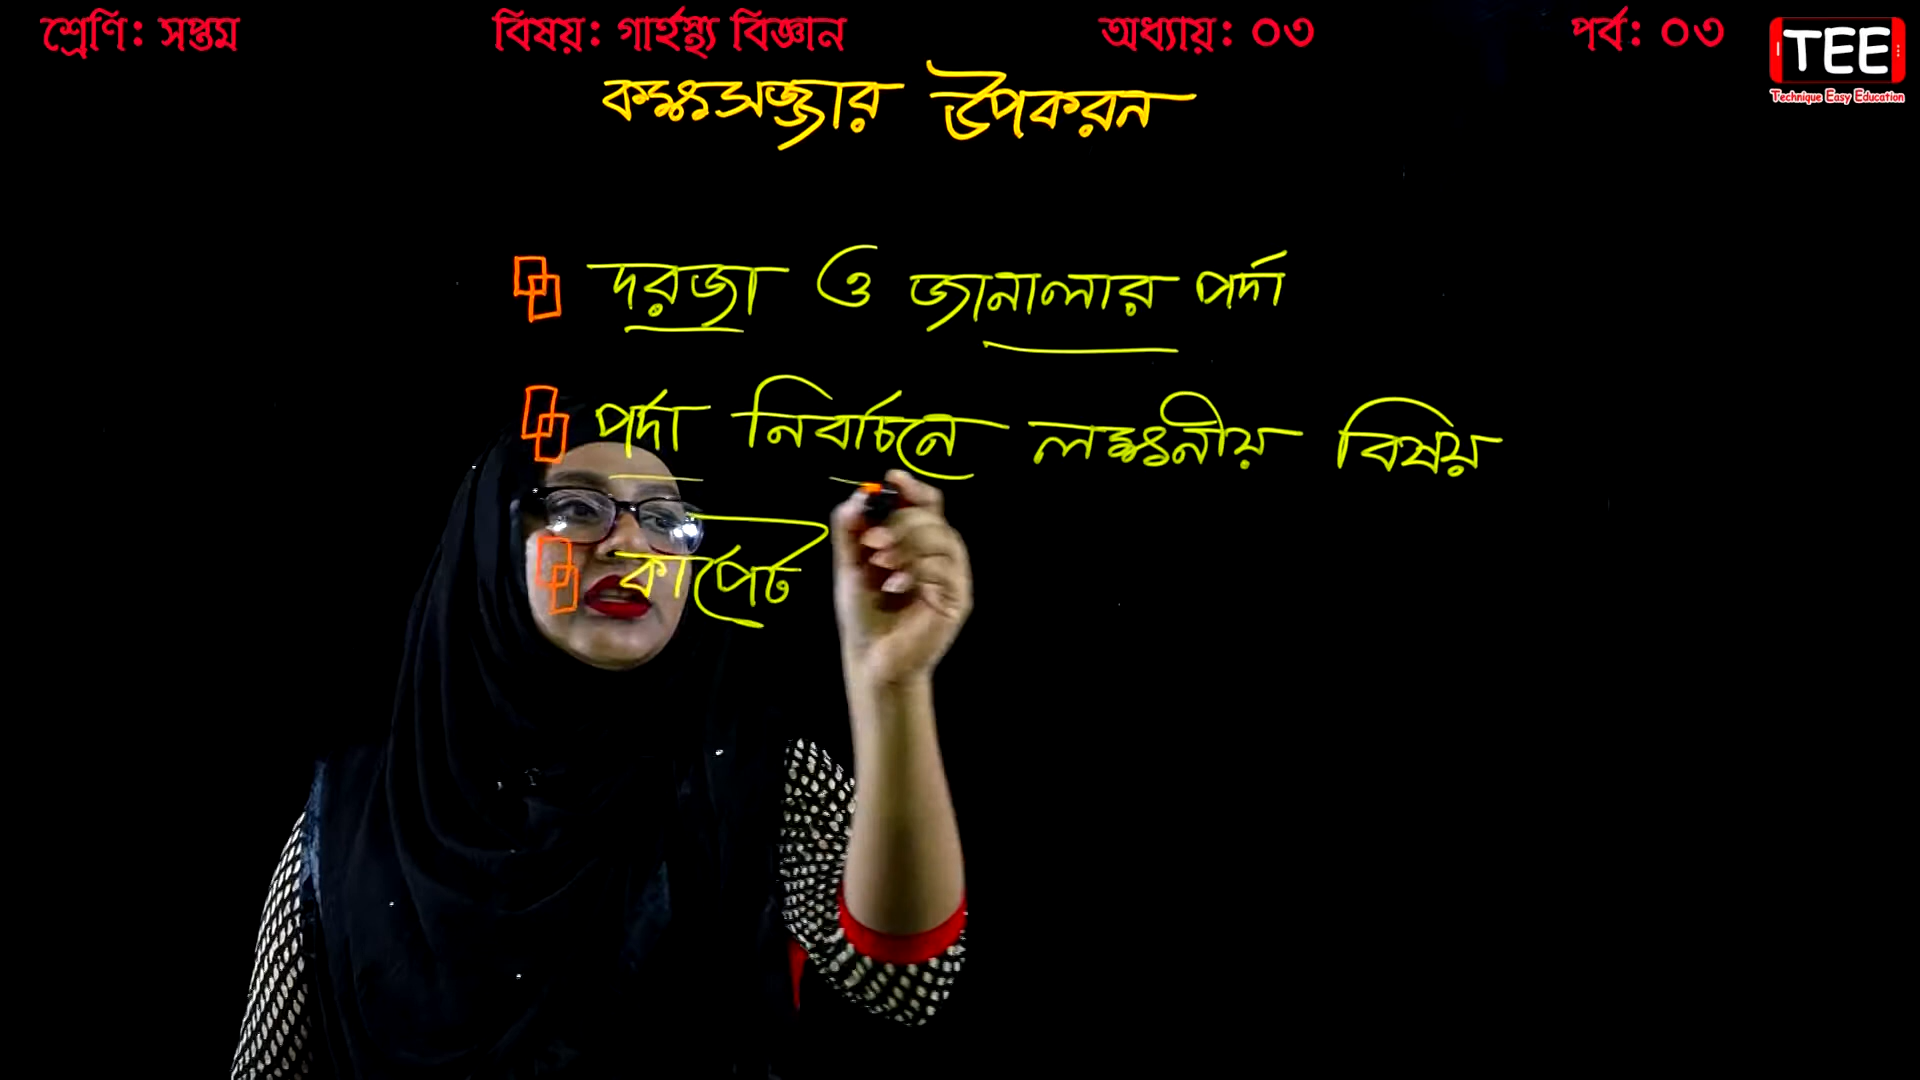 শ্রেণি: সপ্তম বিষয়: গার্হস্থ্য বিজ্ঞান অধ্যায়: ০৩ পর্ব: ০৩
TEE
Technique Easy Education
কক্ষসজ্জার উপকরন
দরজা ও জানালার পর্দা
পর্দা নির্বাচনে লক্ষনীয় বিষয়
কার্পেট